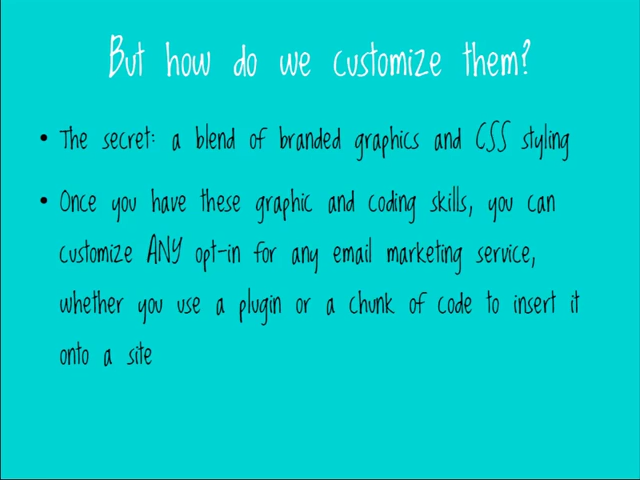 But how do we customize them?
• The secret: a blend of branded graphics and CSS styling
• Once you have these graphic and coding skills, you can
customize ANY opt-in for any email marketing service,
whether you use a plugin or a chunk of code to insert it
onto a site